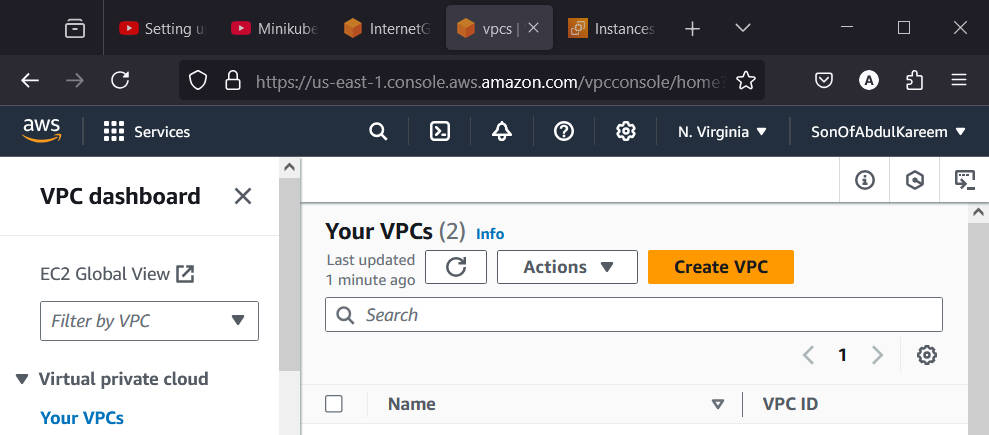 Setting u
Minikube
InternetG
vpcs |
Instances
https://us-east-1.console.aws.amazon.com/vpcconsole/home?
A
aws
Services
N. Virginia
SonOfAbdulKareem
VPC dashboard
EC2 Global View
Filter by VPC
Virtual private cloud
Your VPCs
Your VPCs (2) Info
Last updated
1 minute ago
Actions
Create VPC
Search
1
Name
VPC ID